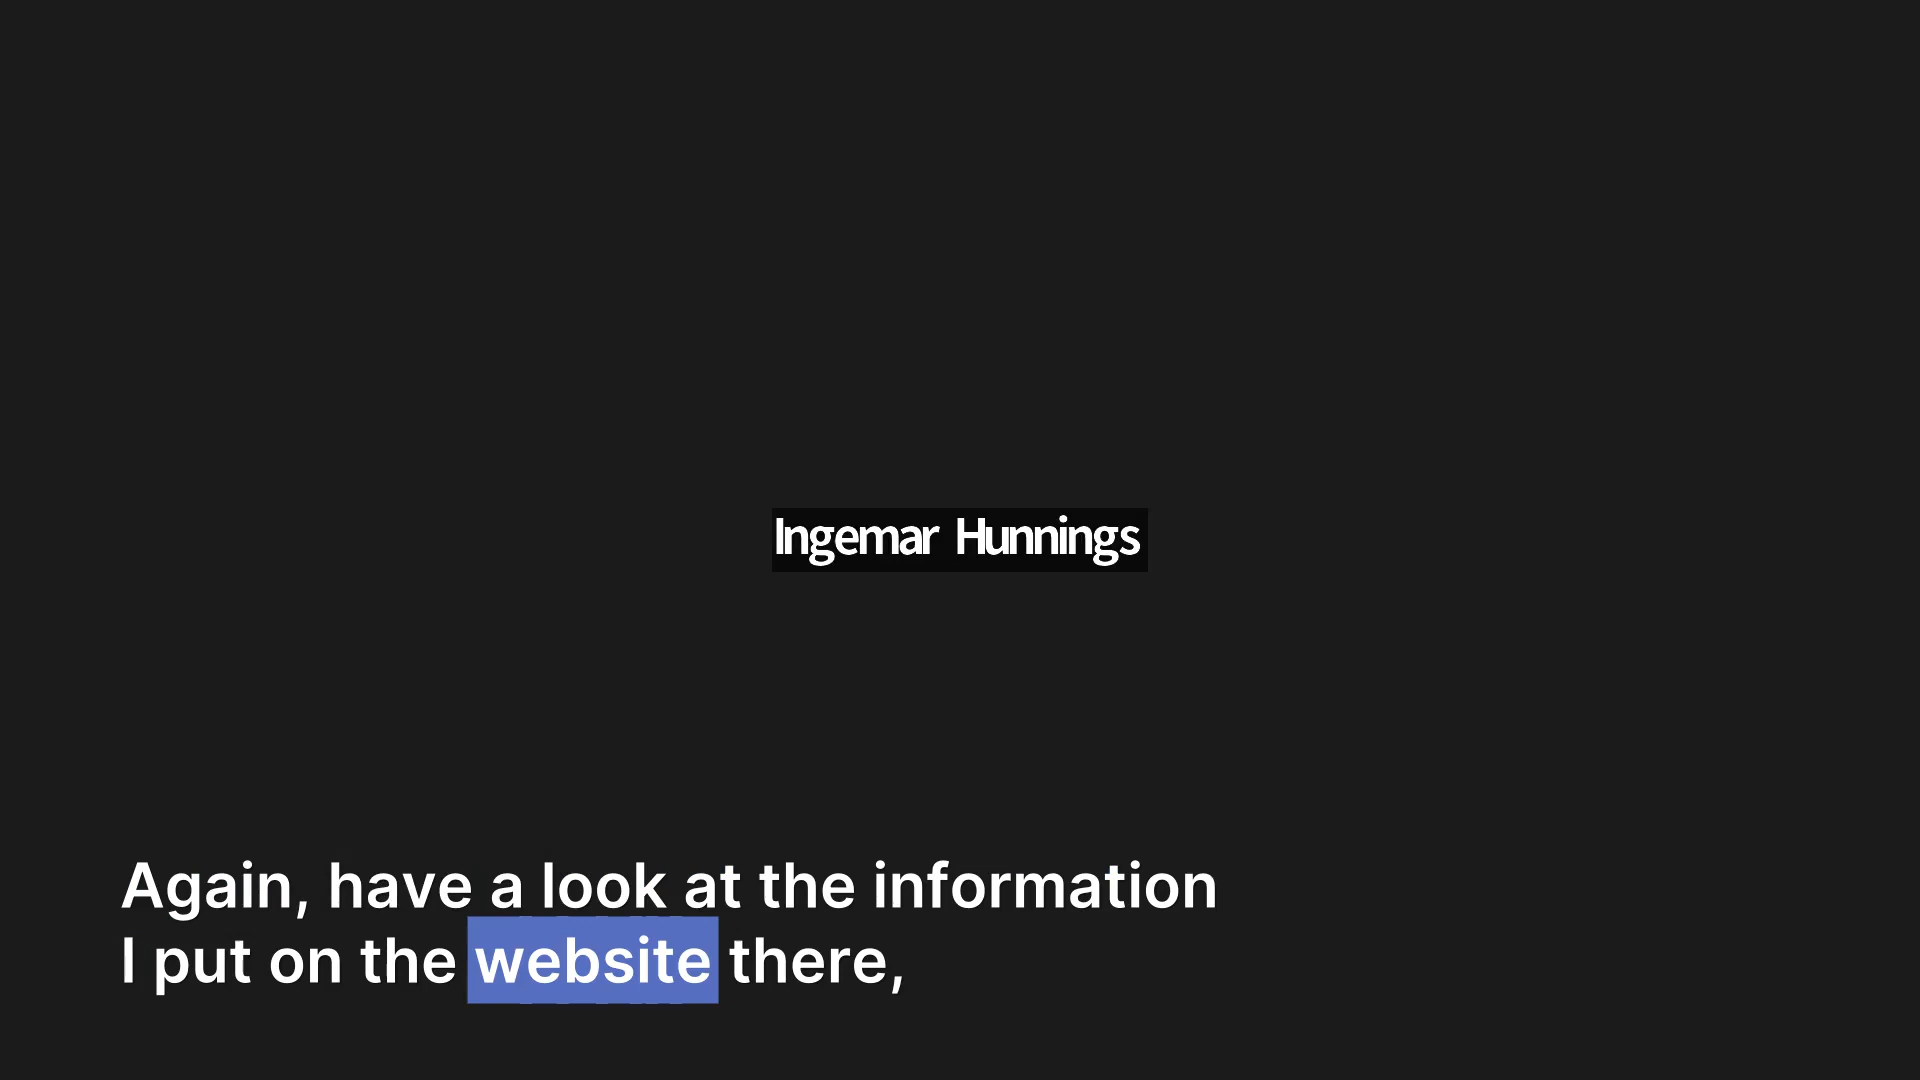 Ingemar Hunnings
Again, have a look at the information
I put on the website there,